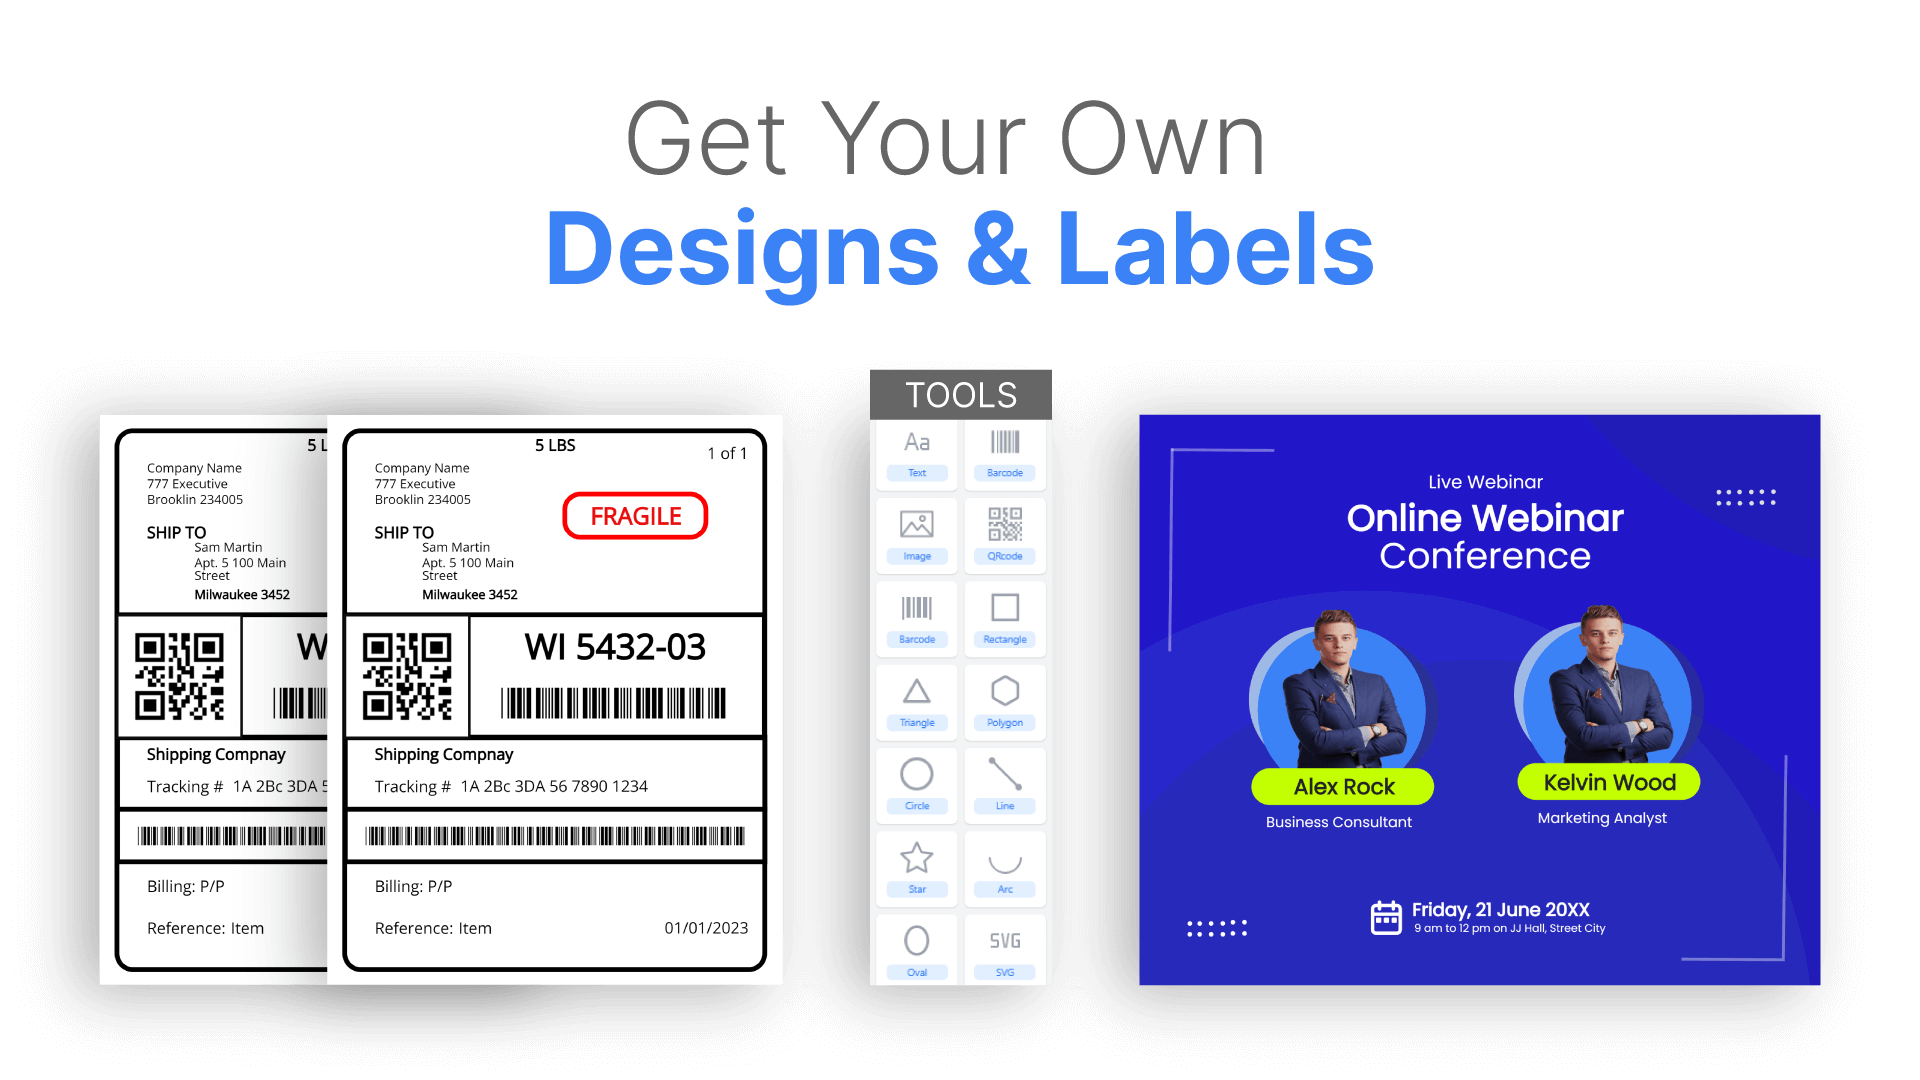 Get Your Own
Designs & Labels
5 L
Company Name
777 Executive
Brooklin 234005
SHIP TO
Sam Martin
Apt. 5 100 Main
Street
Milwaukee 3452
W
Shipping Compnay
Tracking # 1A 2Bc 3DA 5
Billing: P/P
Reference: Item
5 LBS
1 of 1
Company Name
777 Executive
Brooklin 234005
FRAGILE
SHIP TO
Sam Martin
Apt. 5 100 Main
Street
Milwaukee 3452
WI 5432-03
Shipping Compnay
Tracking # 1A 2Bc 3DA 56 7890 1234
Billing: P/P
Reference: Item
01/01/2023
TOOLS
Aa
Text
Barcode
Image
QRcode
Barcode
Rectangle
Triangle
Polygon
Circle
Line
Star
Arc
Oval
SVG
SVG
Live Webinar
Online Webinar
Conference
Alex Rock
Business Consultant
Kelvin Wood
Marketing Analyst
Friday, 21 June 20XX
9 am to 12 pm on JJ Hall, Street City